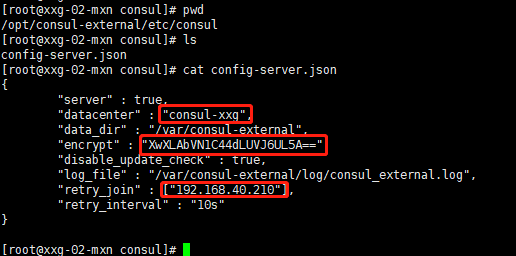 [root@xxg-02-mxn consul]# pwd
/opt/consul-external/etc/consul
[root@xxg-02-mxn consul]# ls
config-server.json
[root@xxg-02-mxn consul]# cat config-server.json
{
"server" : true,
"datacenter" : "consul-xxg",
"data_dir" : "/var/consul-external",
"encrypt" : "XwXLAbVN1C44dLUVJ6UL5A=="
"disable_update_check" : true,
"log_file" : "/var/consul-external/log/consul_external.log",
"retry_join" : ["192.168.40.210"],
"retry_interval" : "10s"
}
[root@xxg-02-mxn consul]#